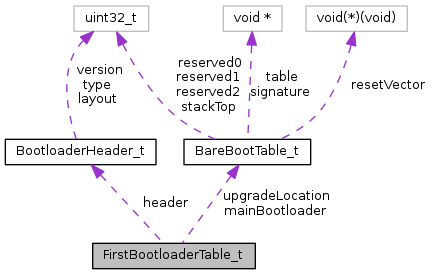 uint32_t
void *
void(*)(void)
version
type
layout
reserved0
reserved1
reserved2
stackTop
table
signature
resetVector
BootloaderHeader_t
BareBootTable_t
header
upgradeLocation
mainBootloader
FirstBootloaderTable_t